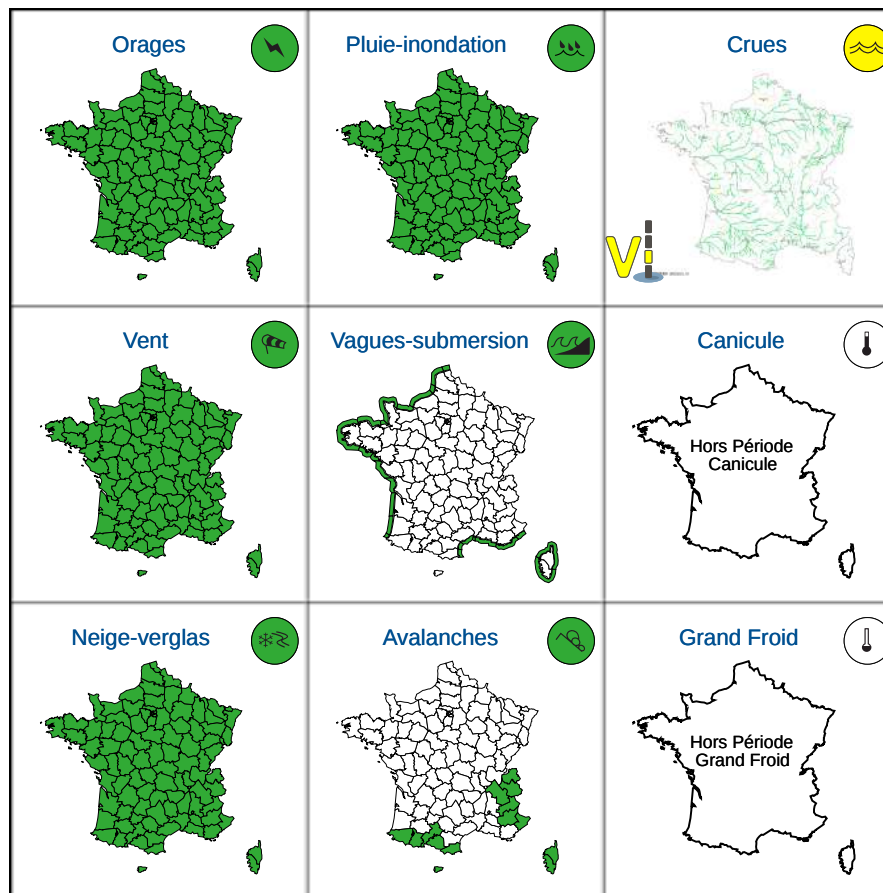 Orages
Pluie-inondation
Crues
Vi
Vent
Vagues-submersion
Canicule
Hors Période
Canicule
Neige-verglas
Avalanches
Grand Froid
Hors Période
Grand Froid